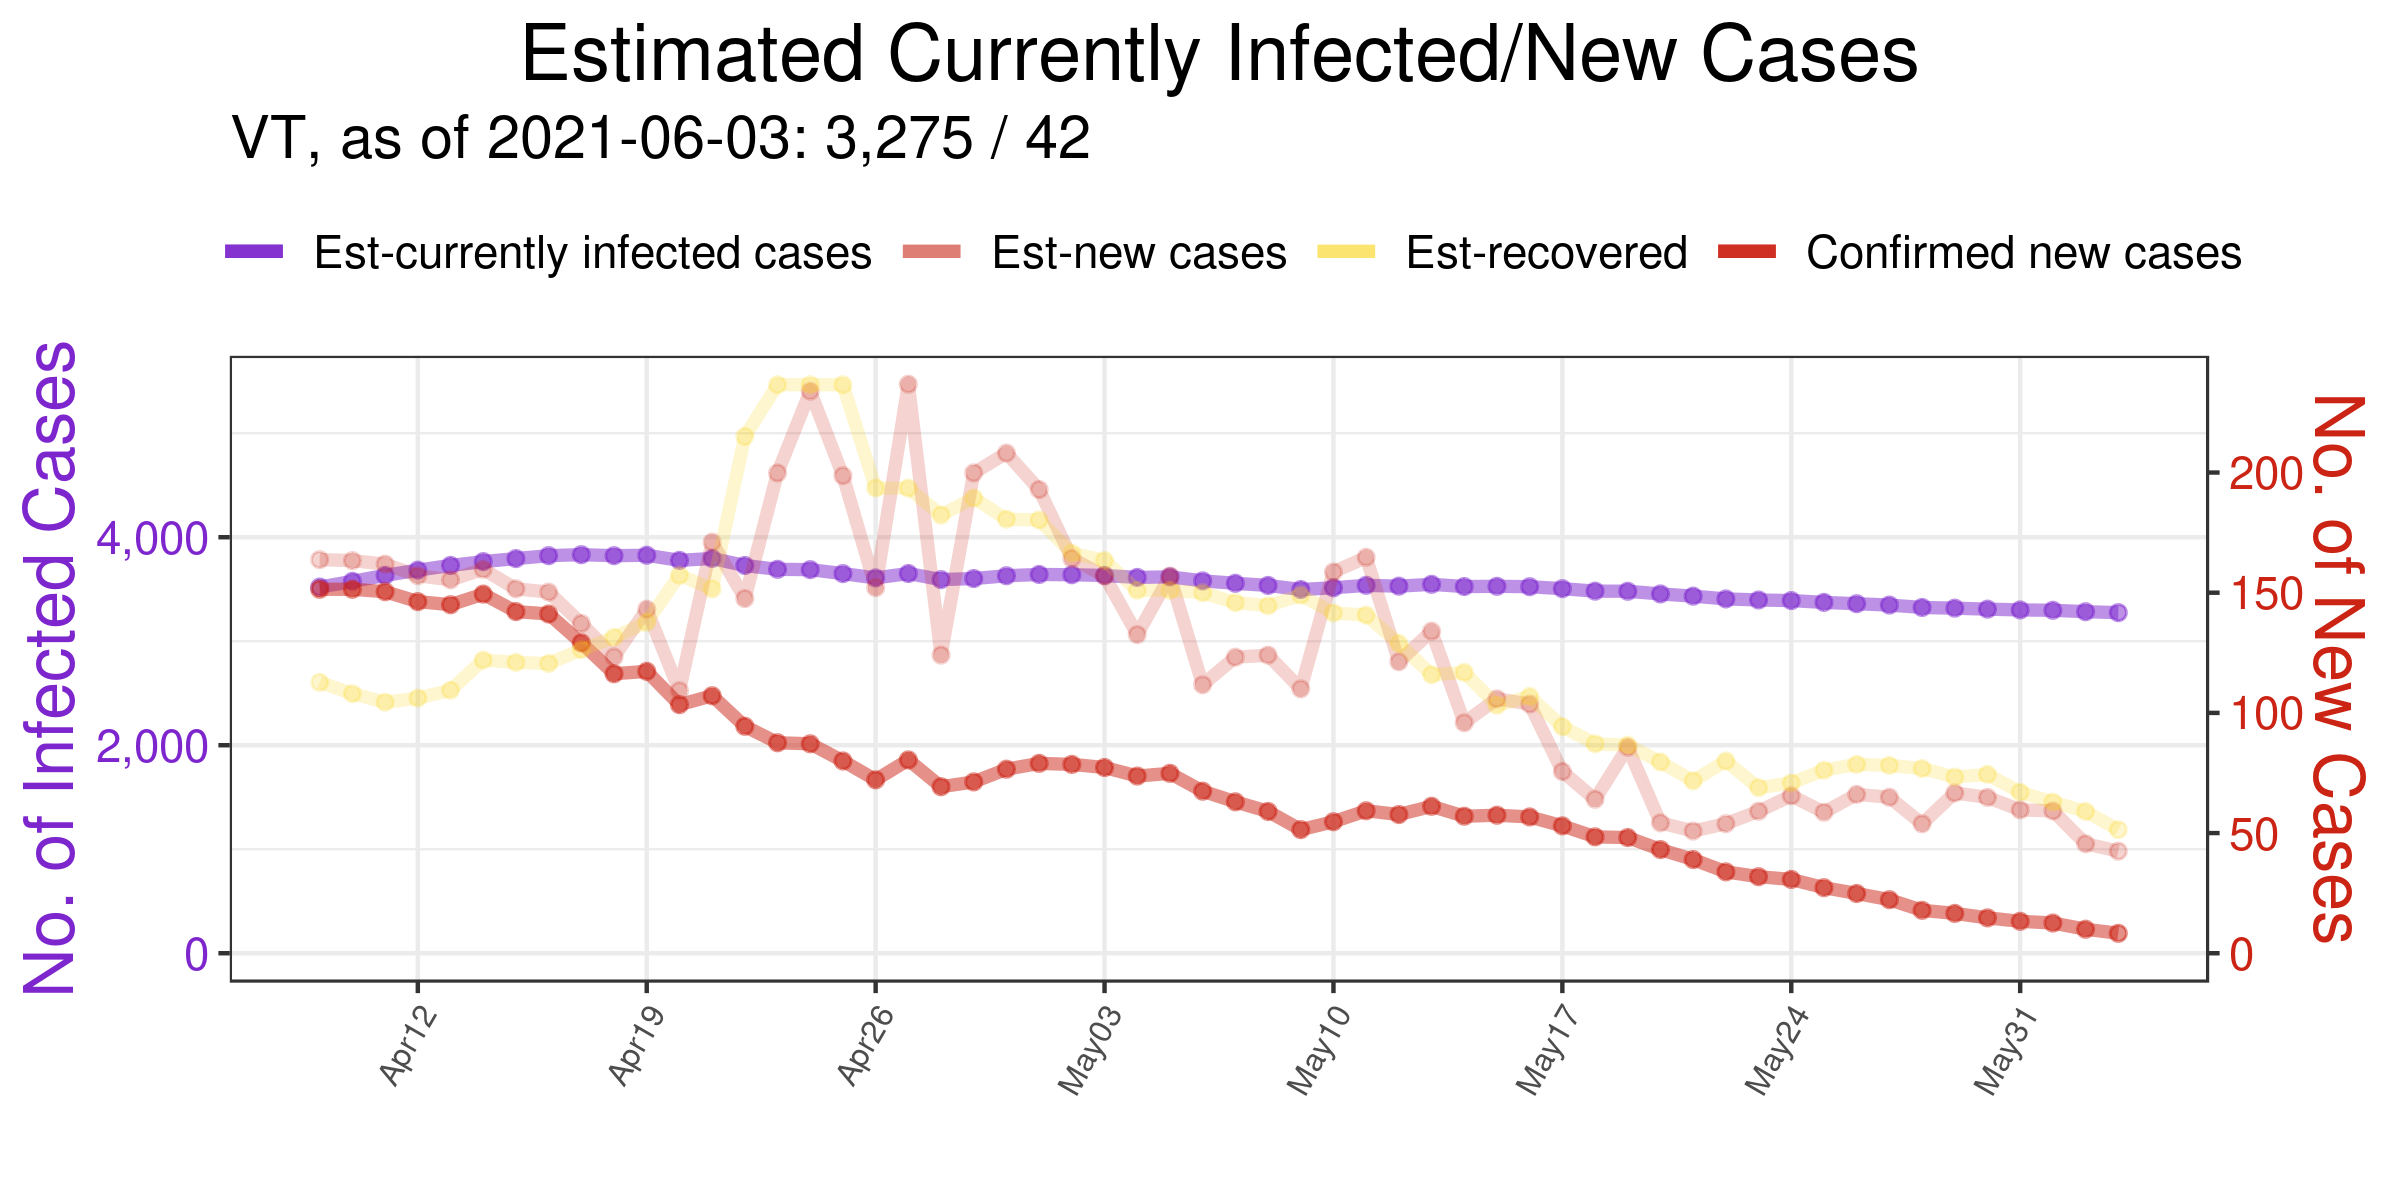 Estimated Currently Infected/New Cases
VT, as of 2021-06-03: 3,275 / 42
Est-currently infected cases Est-new cases Est-recovered Confirmed new cases
No. of Infected Cases
4,000
2,000
0
200
150
100
50
0
No. of New Cases
Apr12 Apr19 Apr26 May03 May10 May17 May24 May31